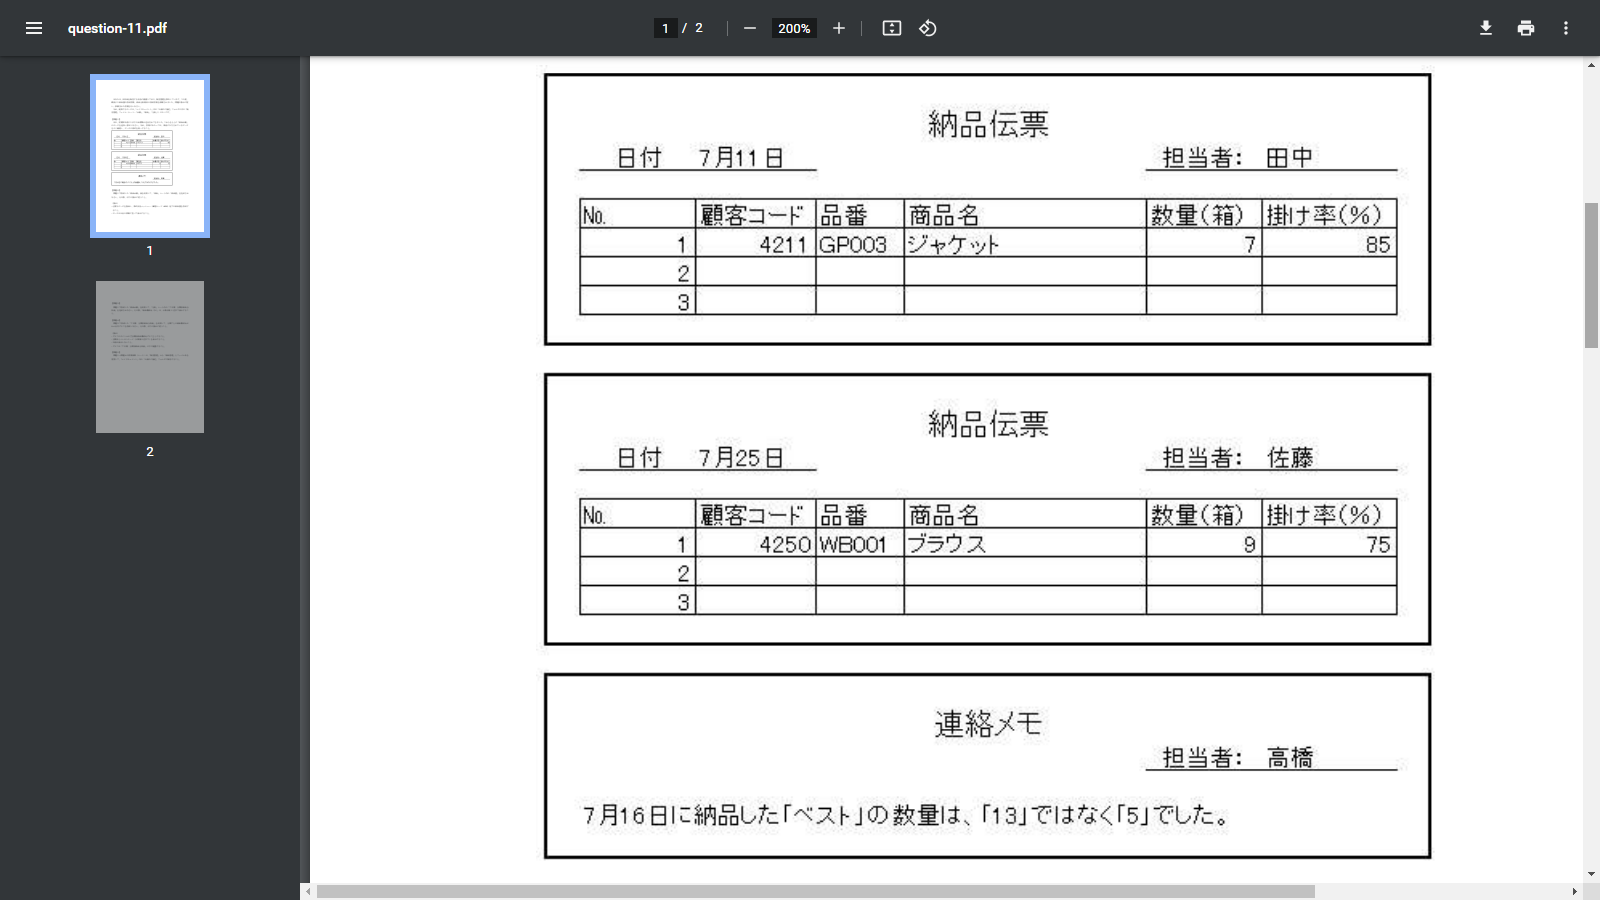 question-11.pdf
1 / 2
200%
1
2
納品伝票
日付 7月11日 担当者: 田中
No. 顧客コード 品番 商品名 数量(箱) 掛け率(%)
1 4211 GP003 ジャケット 7 85
2
3
納品伝票
日付 7月25日 担当者: 佐藤
No. 顧客コード 品番 商品名 数量(箱) 掛け率(%)
1 4250 WB001 ブラウス 9 75
2
3
連絡メモ
担当者: 高橋
7月16日に納品した「ベスト」の数量は、「13」ではなく「5」でした。